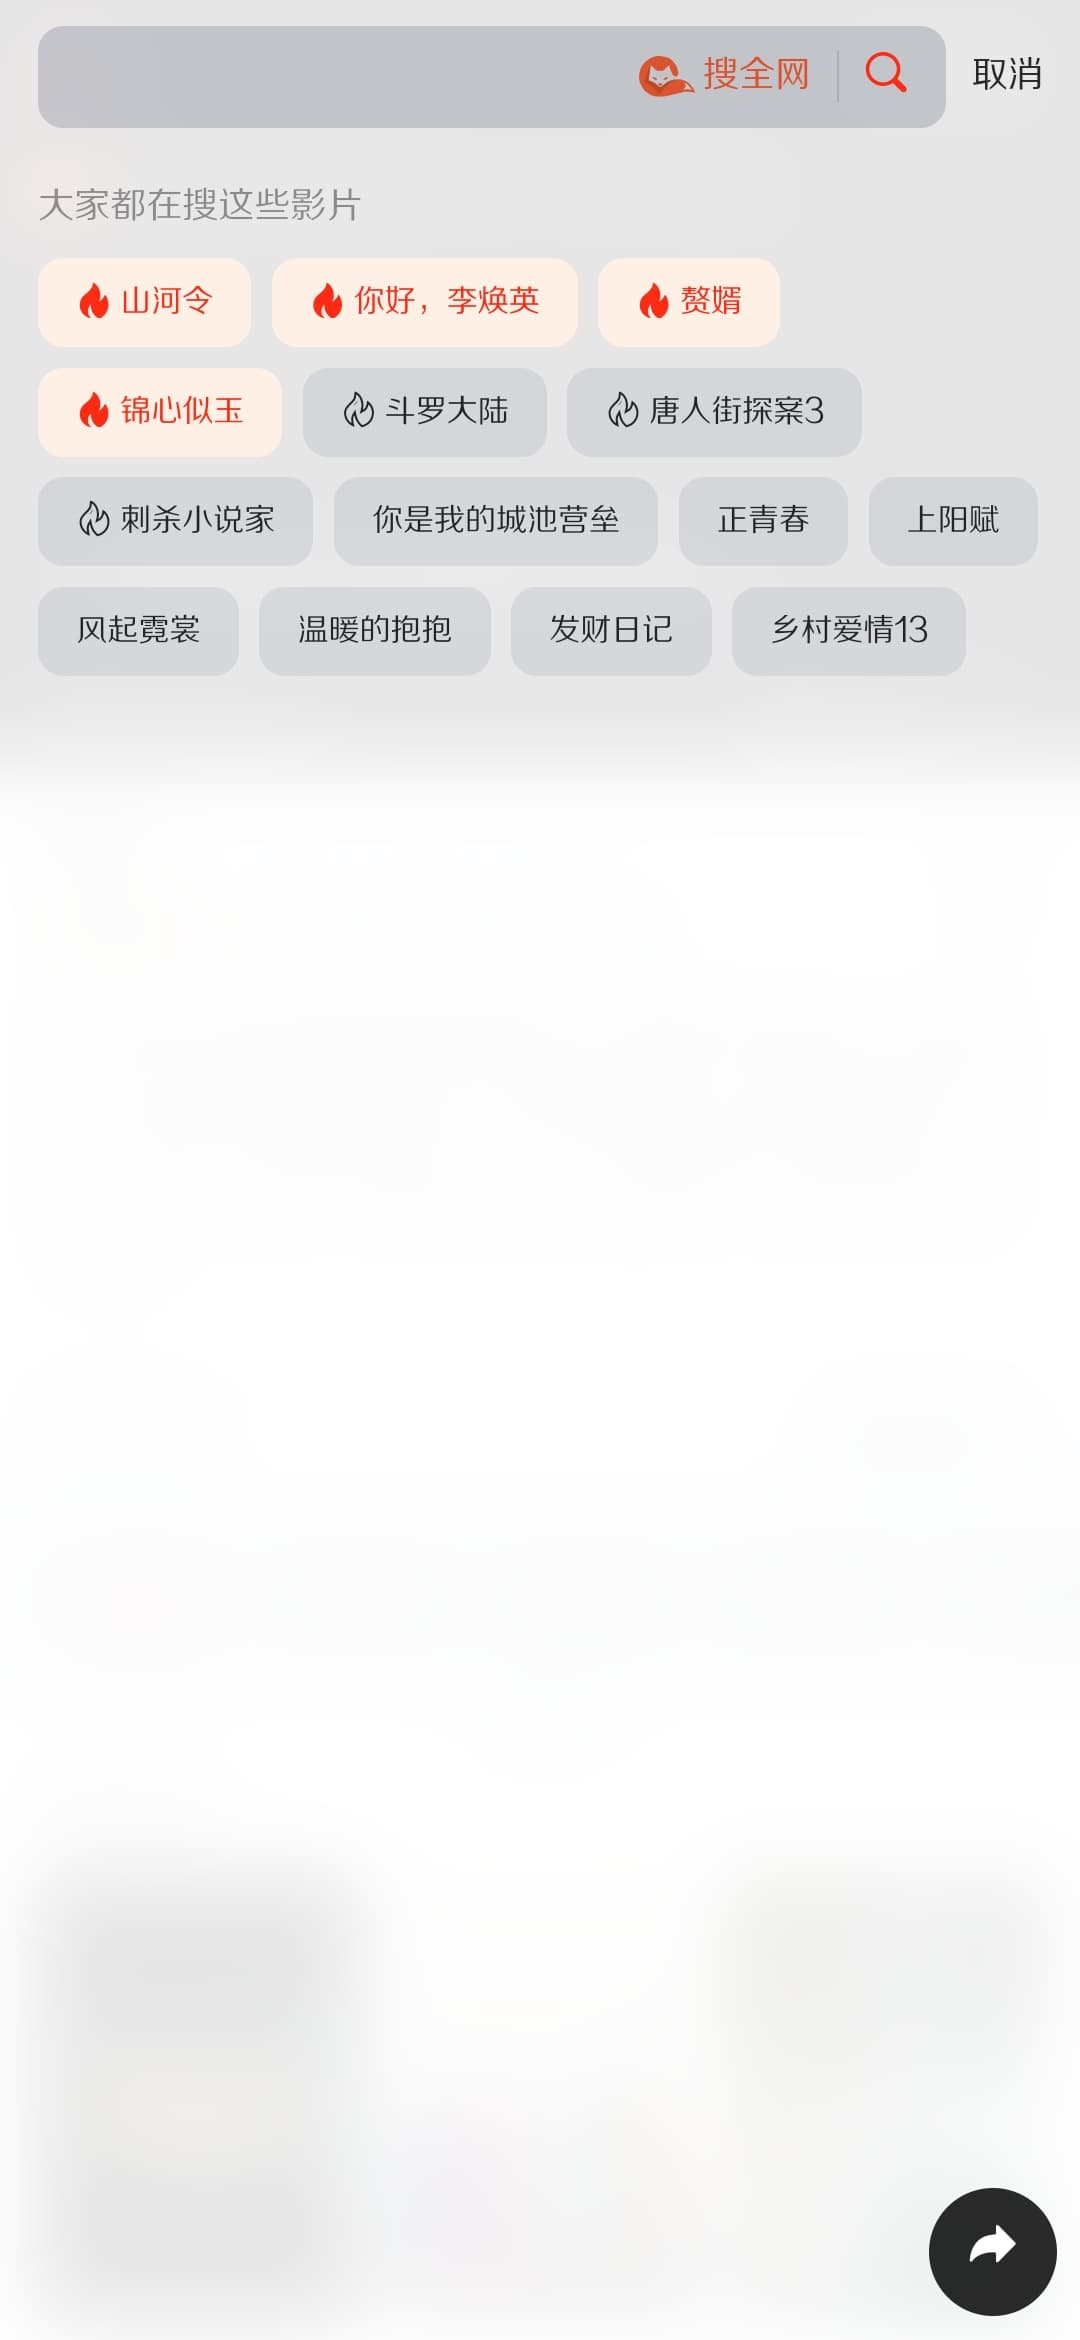 搜全网 取消
大家都在搜这些影片
山河令 你好，李焕英 赘婿
锦心似玉 斗罗大陆 唐人街探案3
刺杀小说家 你是我的城池营垒 正青春 上阳赋
风起霓裳 温暖的抱抱 发财日记 乡村爱情13